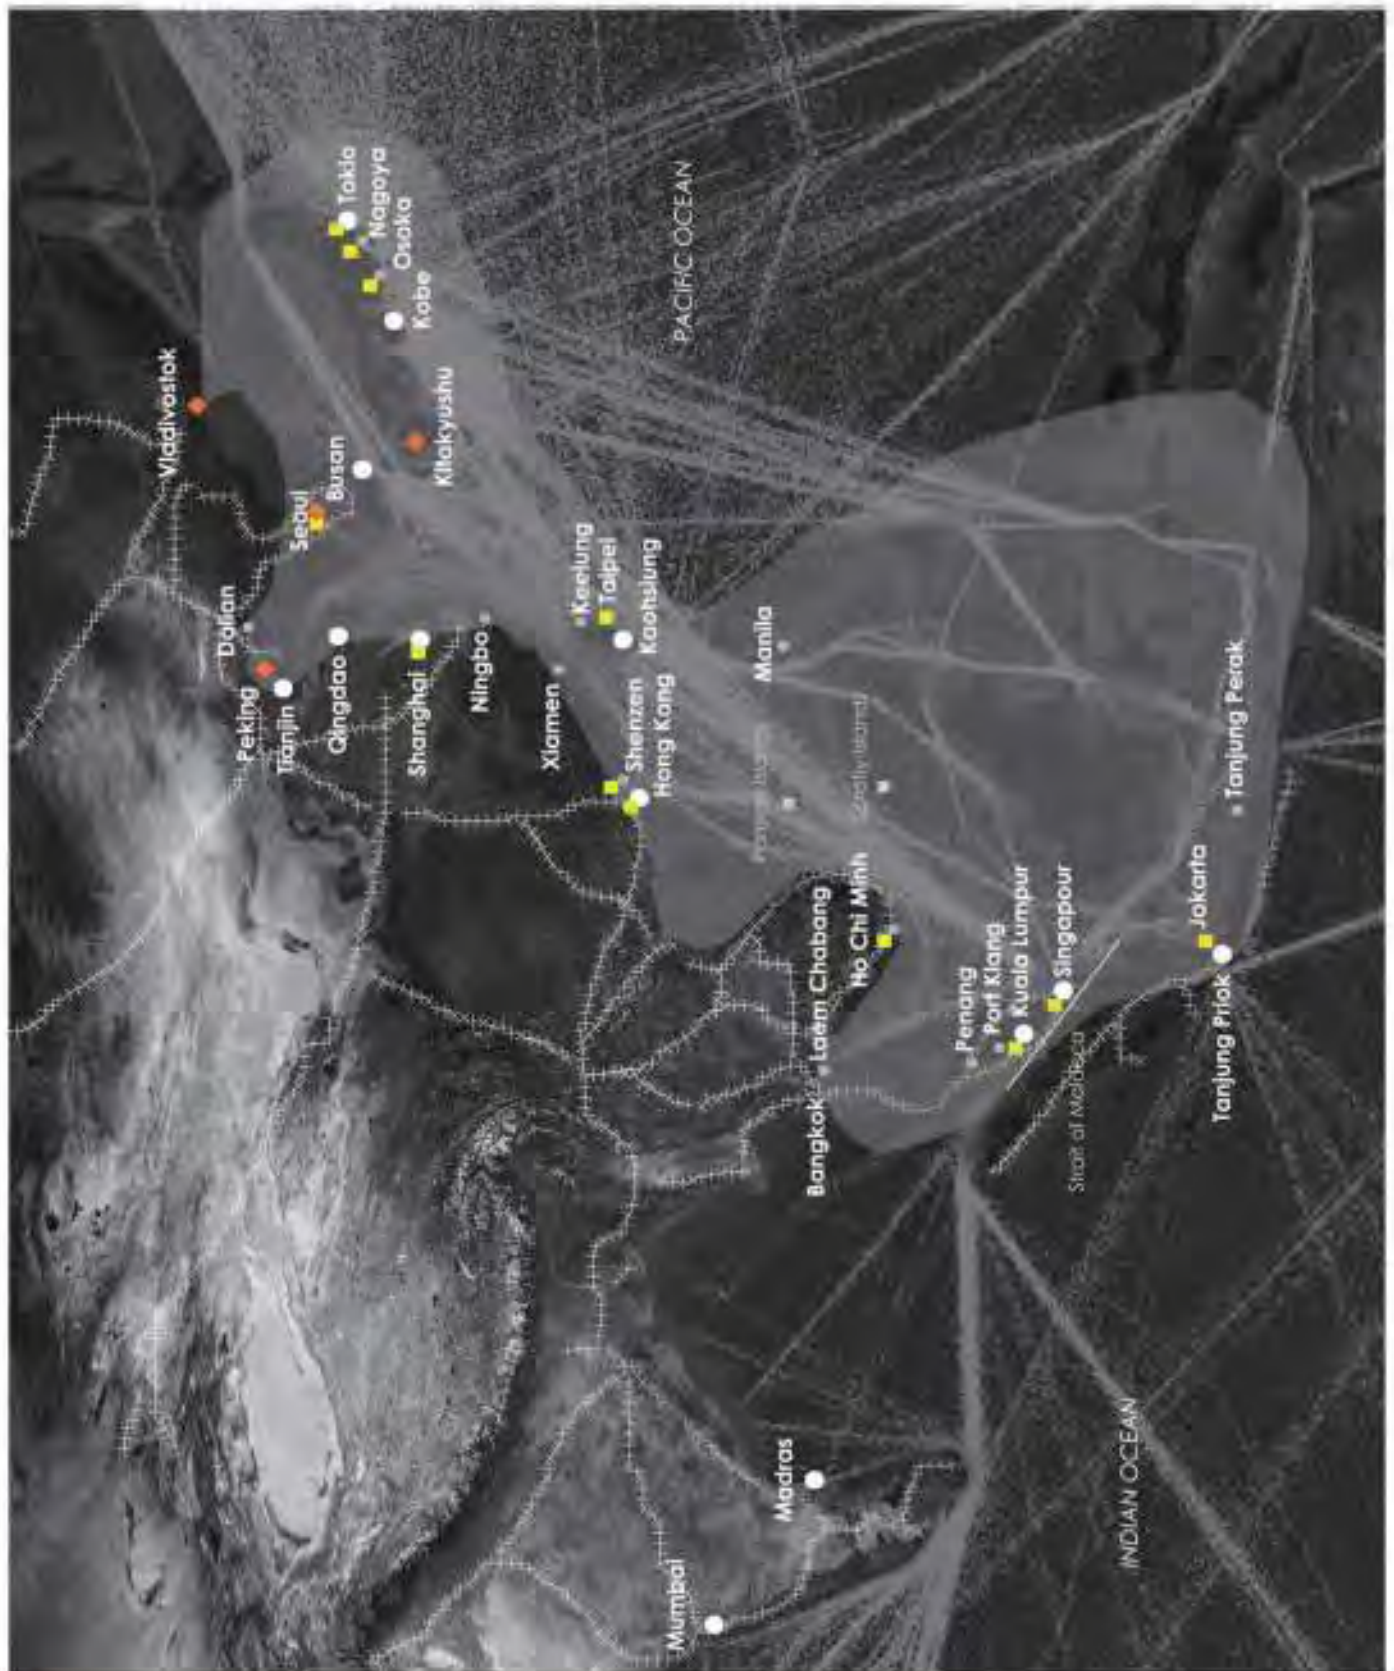 Vladivostok
Tokio
Nagoya
Osaka
Kobe
Kitakyushu
Busan
Seoul
Dalian
Peking
Tianjin
Qingdao
Shanghai
Ningbo
Xiamen
Keelung
Taipei
Kaohsiung
Shenzen
Hong Kong
PACIFIC OCEAN
Manila
Island
Ho Chi Minh
Laem Chabang
Bangkok
Penang
Port Klang
Kuala Lumpur
Singapour
Strait of Malacca
Jakarta
Tanjung Priok
Tanjung Perak
Madras
Mumbai
INDIAN OCEAN